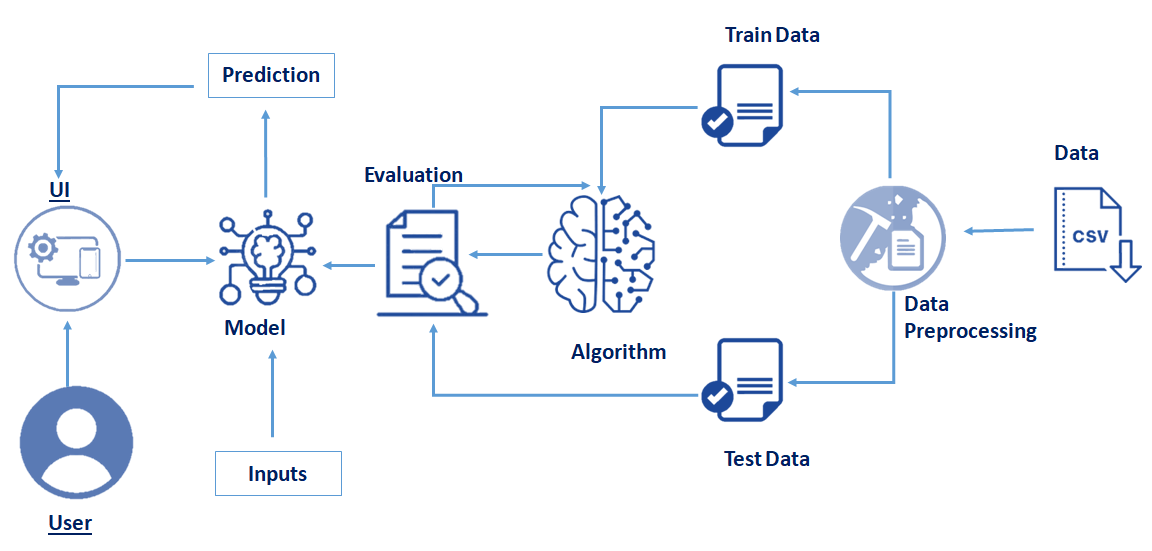 Train Data
Prediction
Data
Evaluation
UI
CSV
Data
Preprocessing
Model
Algorithm
Test Data
Inputs
User